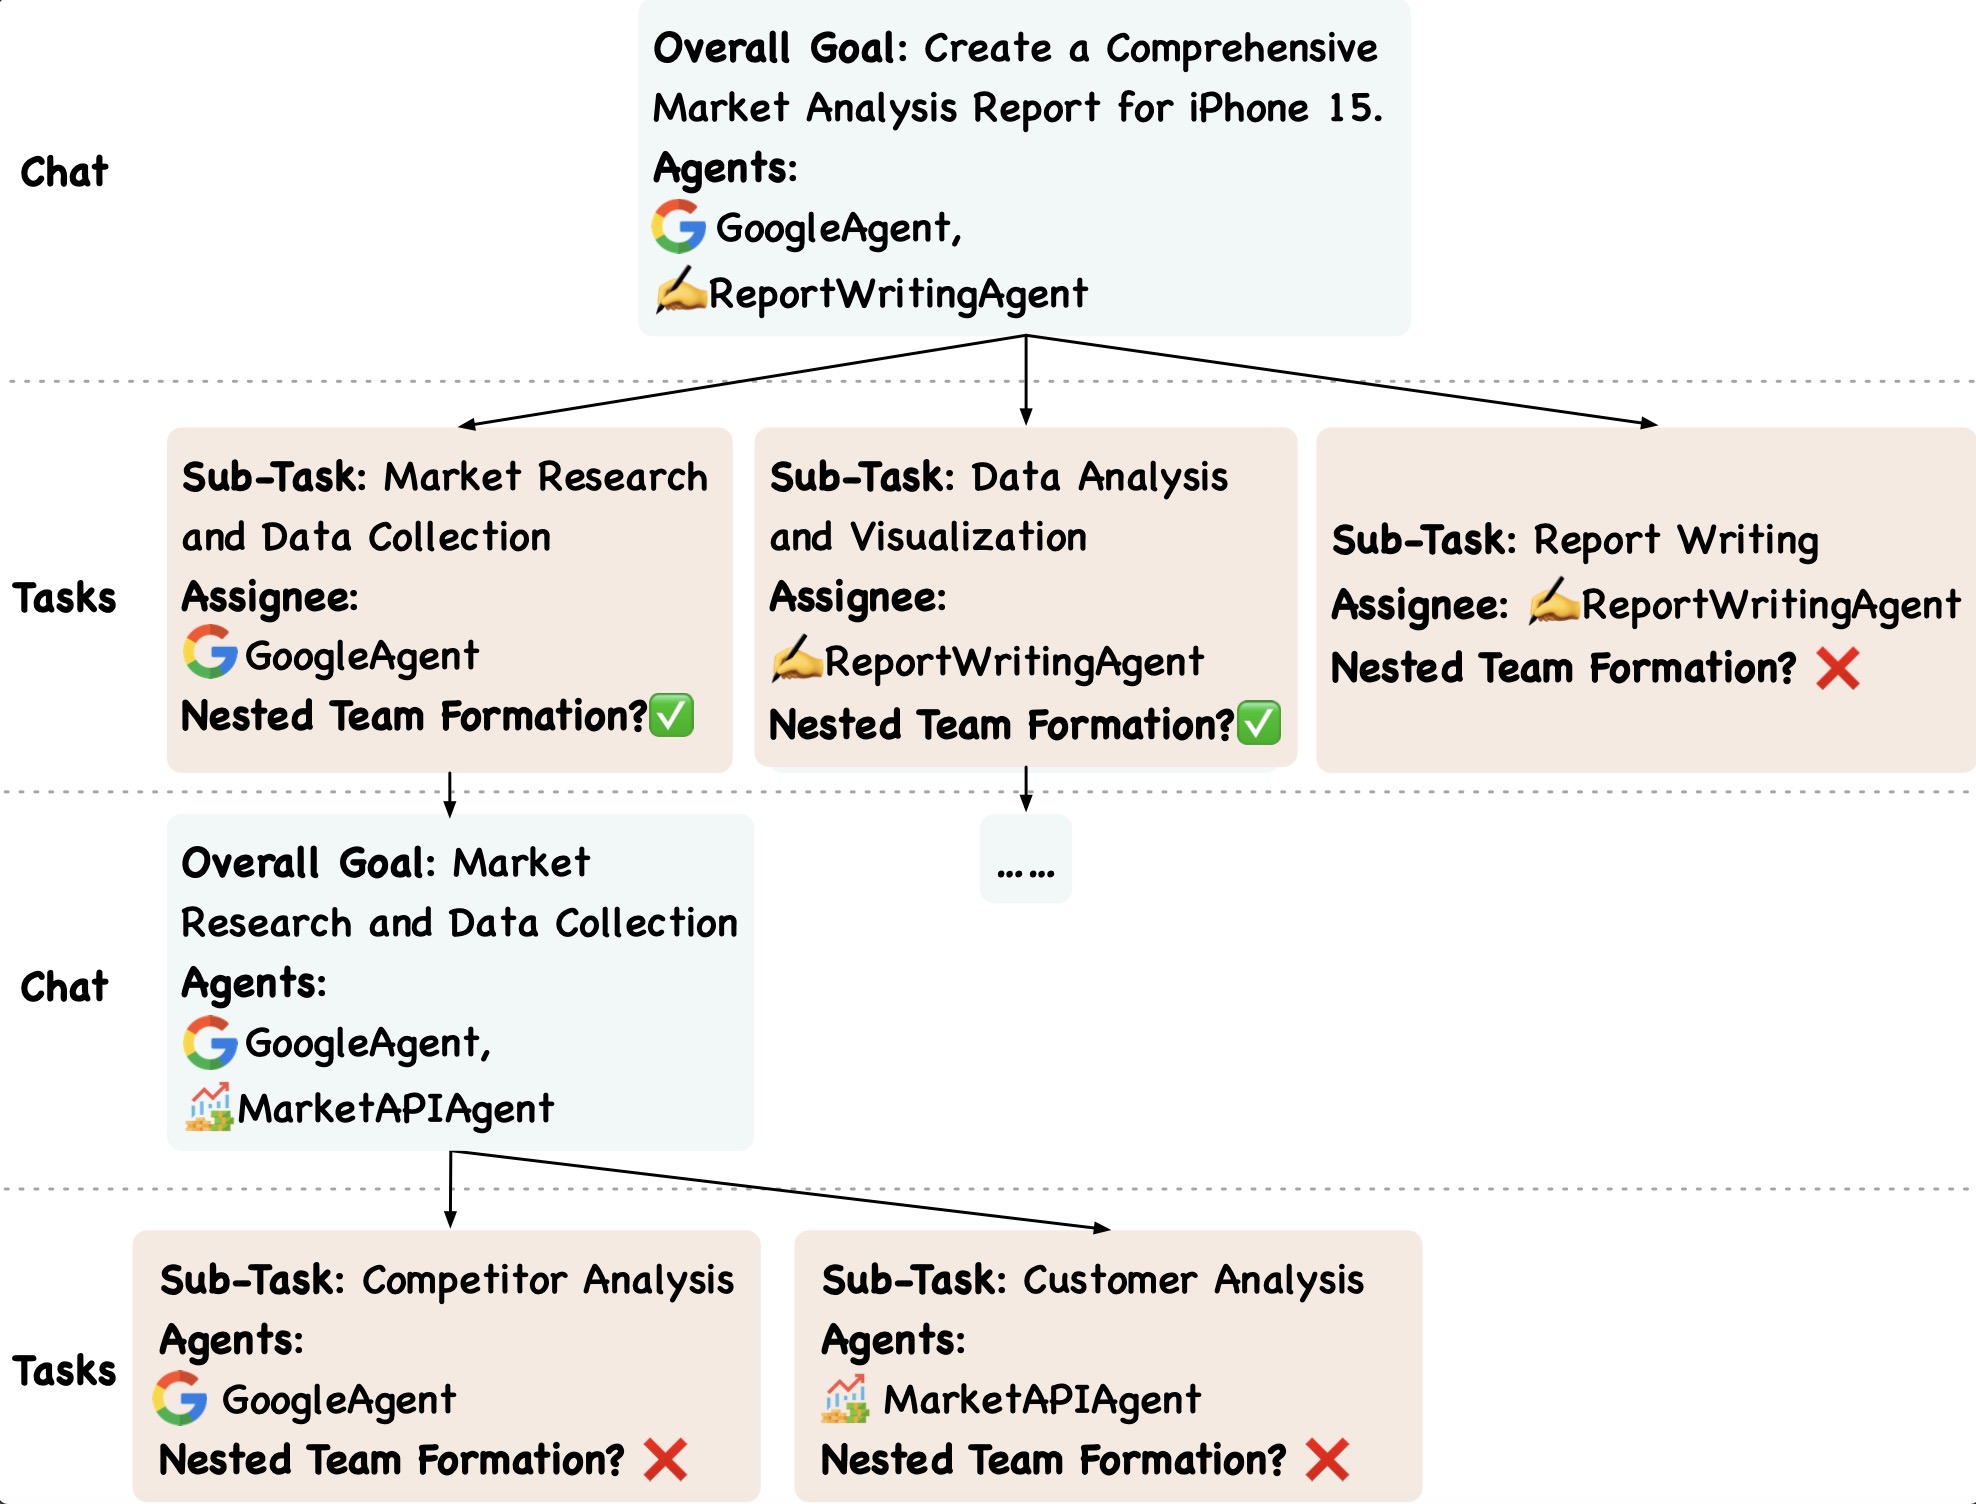 Chat
Overall Goal: Create a Comprehensive
Market Analysis Report for iPhone 15.
Agents:
GoogleAgent,
ReportWritingAgent
Tasks
Sub-Task: Market Research
and Data Collection
Assignee:
GoogleAgent
Nested Team Formation?
Sub-Task: Data Analysis
and Visualization
Assignee:
ReportWritingAgent
Nested Team Formation?
Sub-Task: Report Writing
Assignee: ReportWritingAgent
Nested Team Formation?
Chat
Overall Goal: Market
Research and Data Collection
Agents:
GoogleAgent,
MarketAPIAgent
... ...
Tasks
Sub-Task: Competitor Analysis
Agents:
GoogleAgent
Nested Team Formation?
Sub-Task: Customer Analysis
Agents:
MarketAPIAgent
Nested Team Formation?